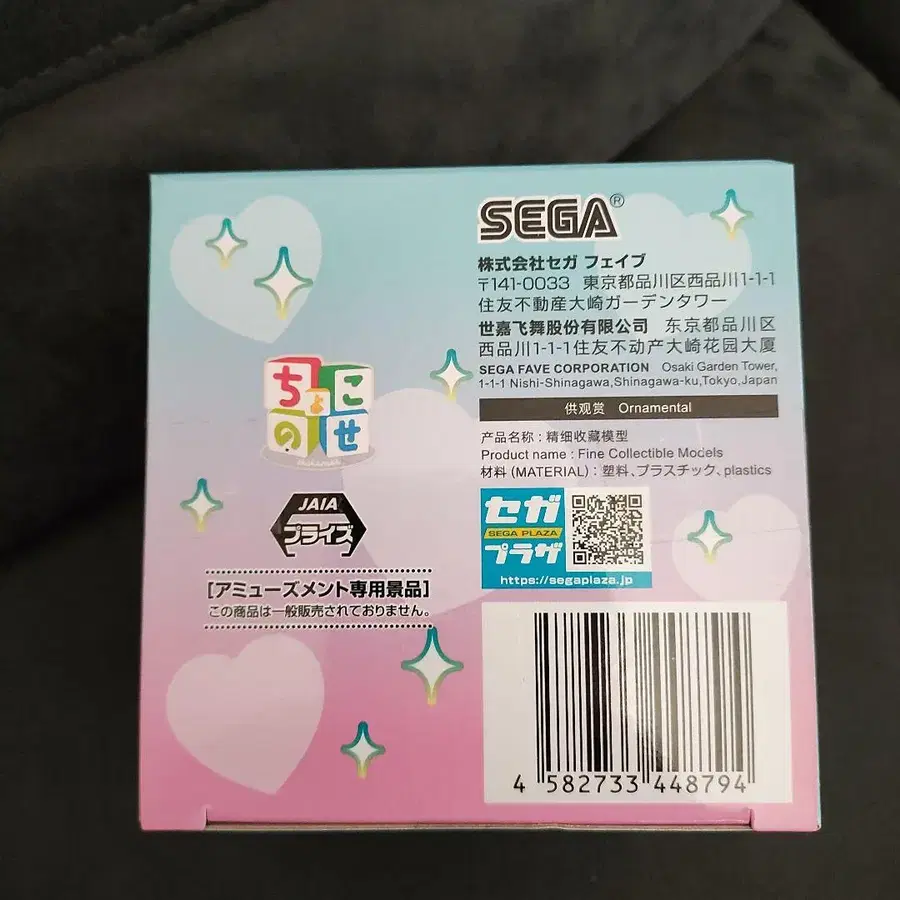 SEGA®
株式会社セガ フェイブ
〒141-0033 東京都品川区西品川1-1-1
住友不動産大崎ガーデンタワー
世嘉飞舞股份有限公司 东京都品川区
西品川1-1-1住友不动产大崎花园大厦
SEGA FAVE CORPORATION Osaki Garden Tower,
1-1-1 Nishi-Shinagawa,Shinagawa-ku,Tokyo,Japan
供观赏 Ornamental
产品名称：精细收藏模型
Product name : Fine Collectible Models
材料 (MATERIAL)：塑料、プラスチック、plastics
セガ
SEGA PLAZA
プラザ
https://segaplaza.jp
ちょこ
のせ
JAIA
プライズ
[アミューズメント専用景品]
この商品は一般販売されておりません。
4 582733 448794